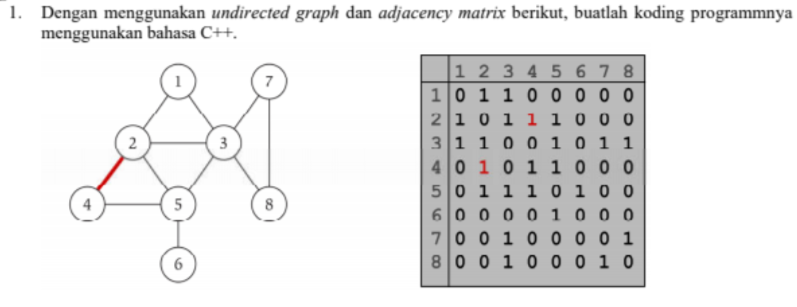 1. Dengan menggunakan undirected graph dan adjacency matrix berikut, buatlah koding programmnya
menggunakan bahasa C++.
1 7
2 3
4 5 8
6
1 2 3 4 5 6 7 8
1 0 1 1 0 0 0 0 0
2 1 0 1 1 1 0 0 0
3 1 1 0 0 1 0 1 1
4 0 1 0 1 1 0 0 0
5 0 1 1 1 0 1 0 0
6 0 0 0 0 1 0 0 0
7 0 0 1 0 0 0 0 1
8 0 0 1 0 0 0 1 0